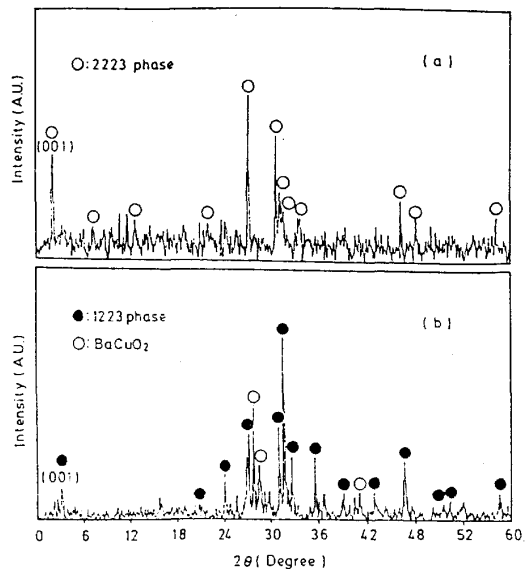 Intensity (A.U.)
○:2223 phase
(a)
(001)
Intensity (A.U.)
●:1223 phase
○:BaCuO₂
(b)
(001)
0 6 12 18 24 30 36 42 48 52 60.
2θ(Degree)